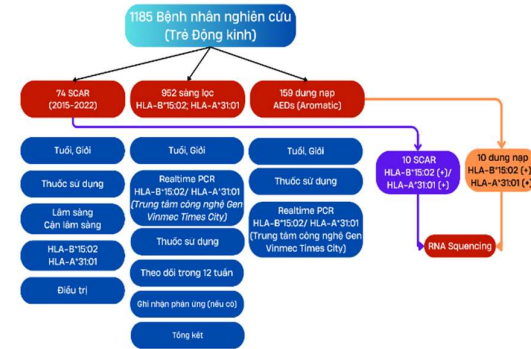 1185 Bệnh nhân nghiên cứu
(Trẻ Động kinh)
74 SCAR
(2015-2022)
952 sàng lọc
HLA-B*15:02; HLA-A*31:01
159 dung nạp
AEDs (Aromatic)
Tuổi, Giới
Thuốc sử dụng
Lâm sàng
Cận lâm sàng
HLA-B*15:02
HLA-A*31:01
Điều trị
Tuổi, Giới
Realtime PCR
HLA-B*15:02/ HLA-A*31:01
(Trung tâm công nghệ Gen
Vinmec Times City)
Thuốc sử dụng
Theo dõi trong 12 tuần
Ghi nhận phản ứng (nếu có)
Tổng kết
Tuổi, Giới
Thuốc sử dụng
Realtime PCR
HLA-B*15:02/ HLA-A*31:01
(Trung tâm công nghệ Gen
Vinmec Times City)
10 SCAR
HLA-B*15:02 (+)/
HLA-A*31:01 (+)
10 dung nạp
HLA-B*15:02 (+)/
HLA-A*31:01 (+)
RNA Squencing